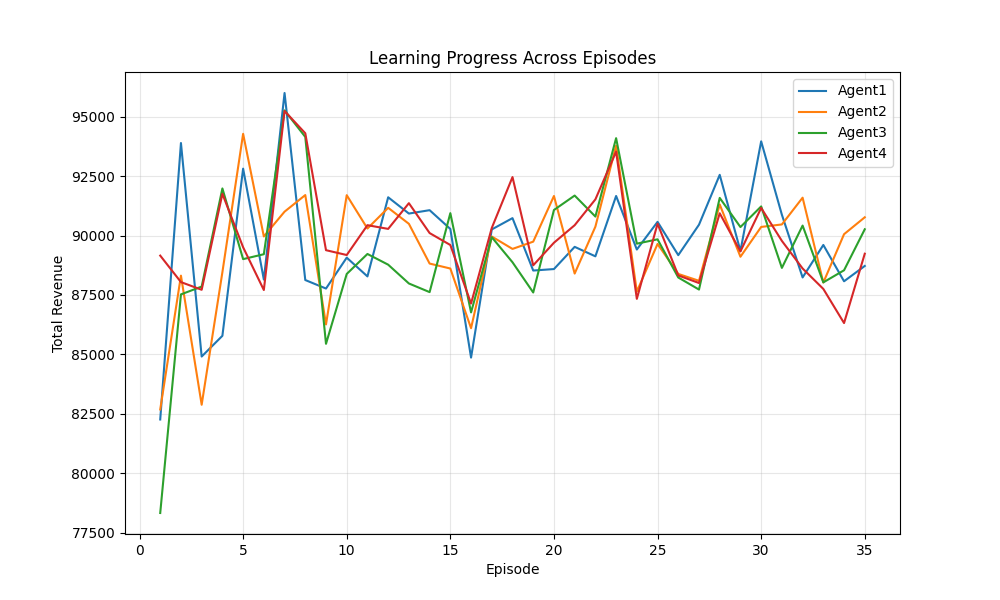 Learning Progress Across Episodes
Agent1
Agent2
Agent3
Agent4
Total Revenue
95000
92500
90000
87500
85000
82500
80000
77500
0 5 10 15 20 25 30 35
Episode